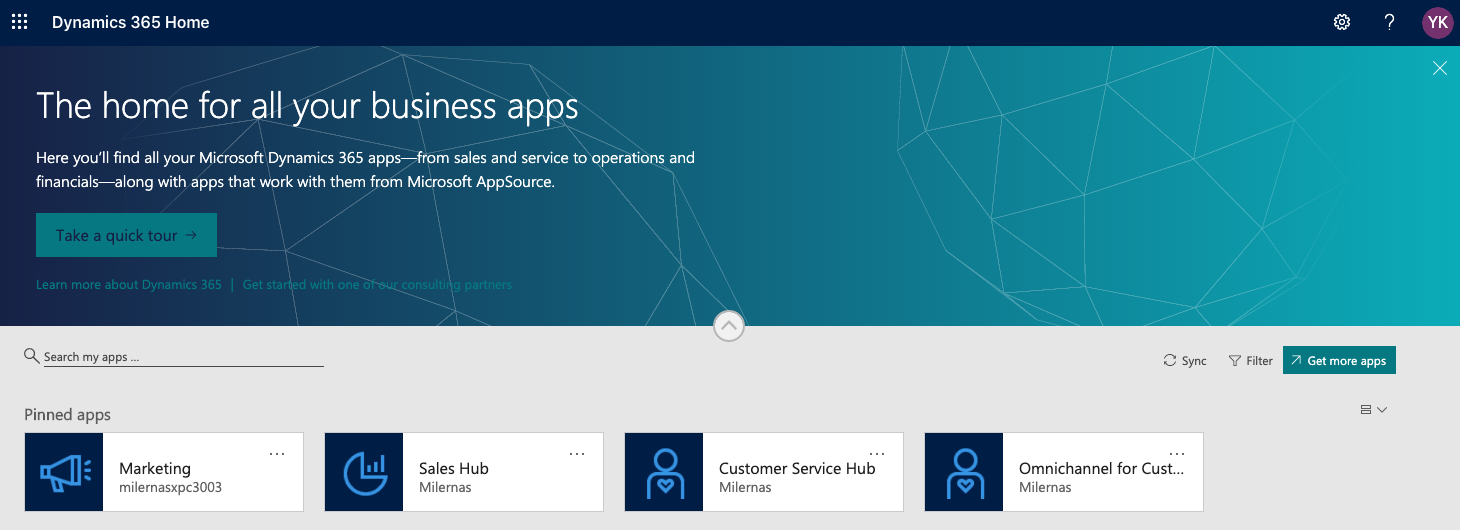 Dynamics 365 Home
?
YK
The home for all your business apps
Here you'll find all your Microsoft Dynamics 365 apps—from sales and service to operations and
financials—along with apps that work with them from Microsoft AppSource.
Take a quick tour →
Learn more about Dynamics 365 | Get started with one of our consulting partners
Search my apps ...
Sync
Filter
Get more apps
Pinned apps
Marketing
milernasxpc3003
Sales Hub
Milernas
Customer Service Hub
Milernas
Omnichannel for Cust...
Milernas